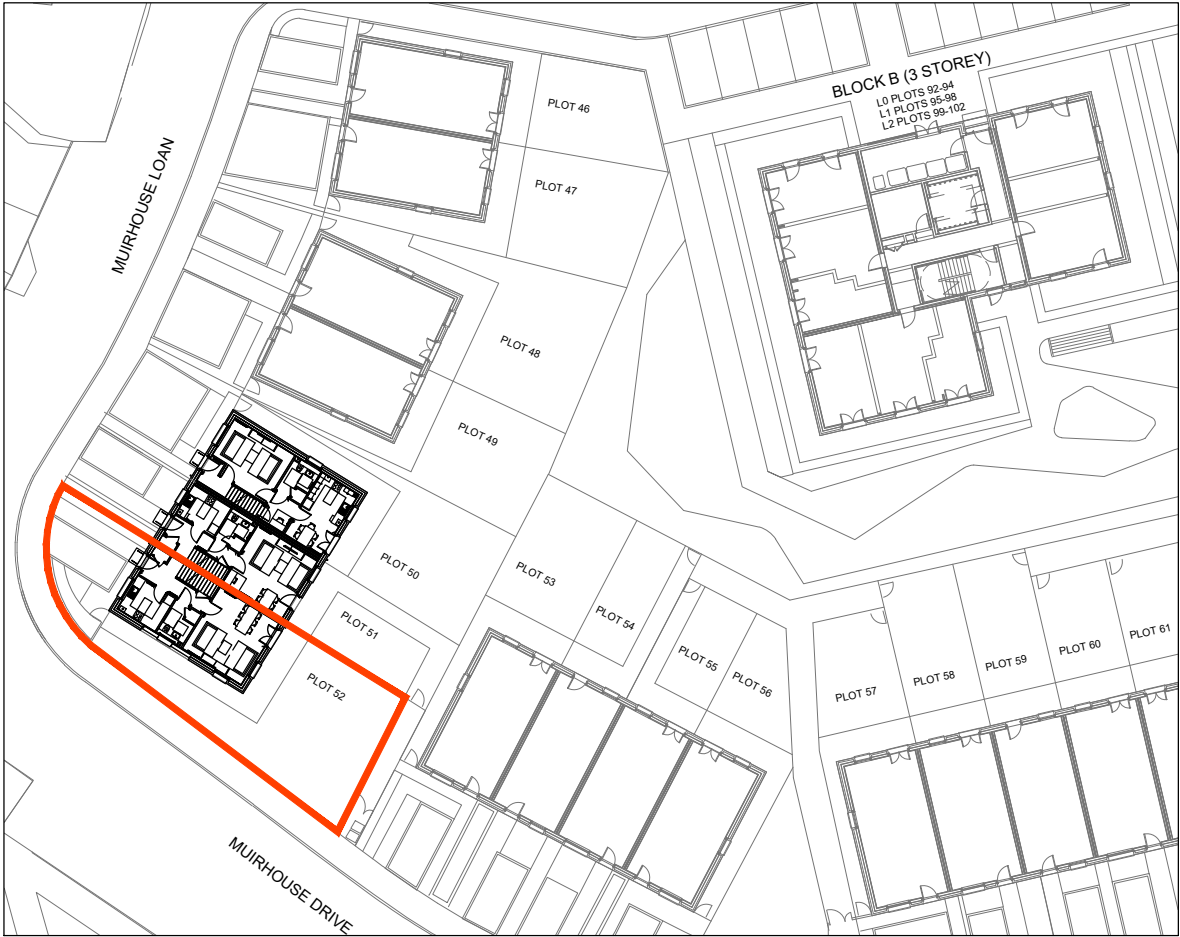 BLOCK B (3 STOREY)
L0 PLOTS 92-94
L1 PLOTS 95-98
L2 PLOTS 99-102
PLOT 46
PLOT 47
MUIRHOUSE LOAN
PLOT 48
PLOT 49
PLOT 50
PLOT 51
PLOT 52
PLOT 53
PLOT 54
PLOT 55
PLOT 56
PLOT 57
PLOT 58
PLOT 59
PLOT 60
PLOT 61
MUIRHOUSE DRIVE